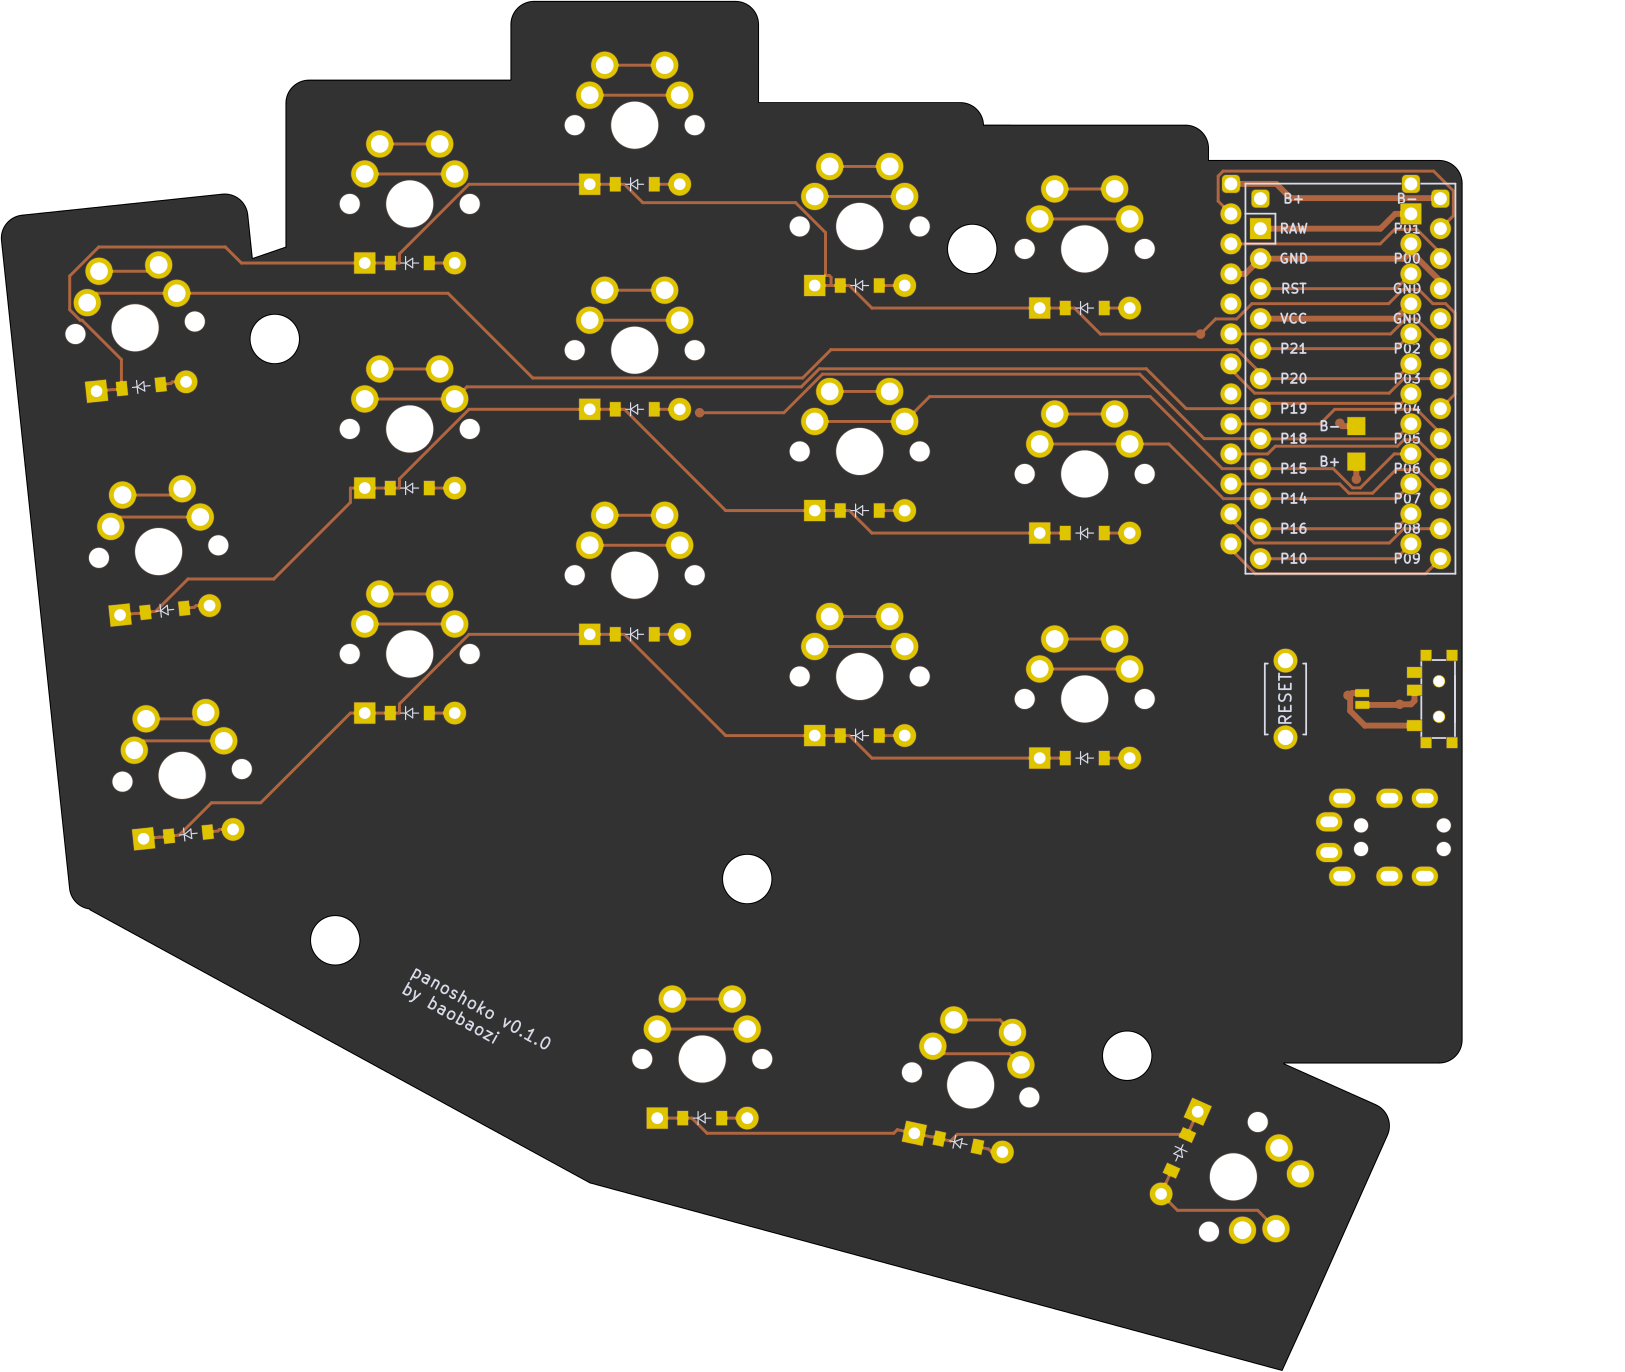 B+ B-
RAW P01
GND P00
RST GND
VCC GND
P21 P02
P20 P03
P19 P04
B-
P18 P05
B+
P15 P06
P14 P07
P16 P08
P10 P09
RESET
panoshoko v0.1.0
by baobaozi